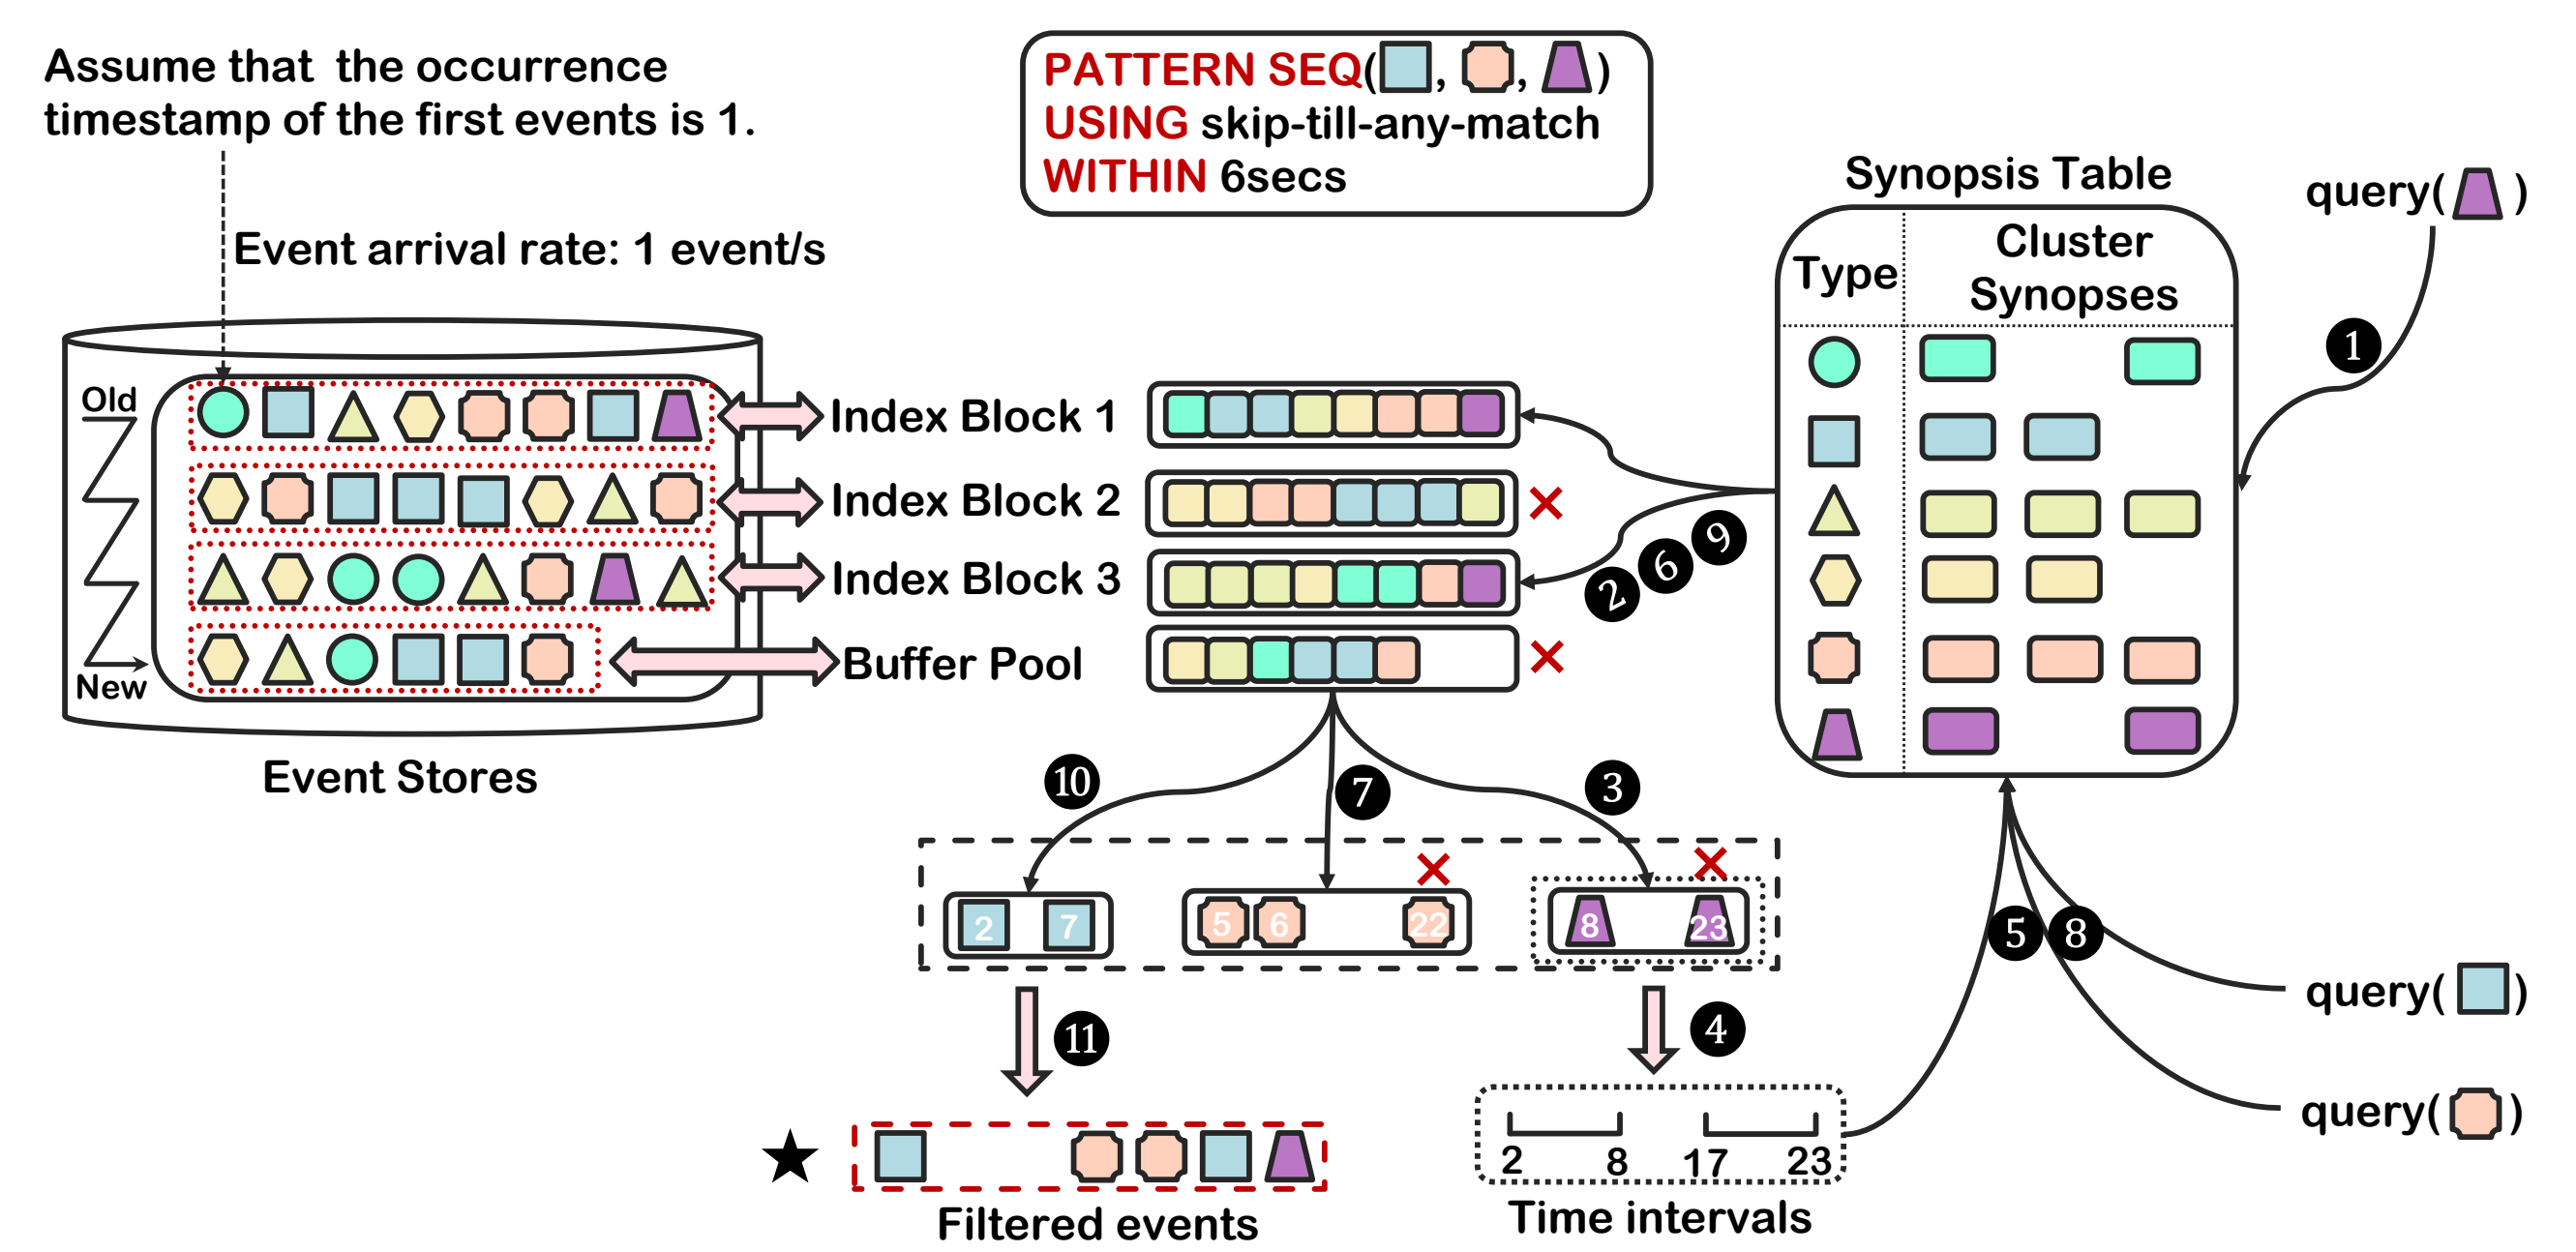 Assume that the occurrence
timestamp of the first events is 1.
Event arrival rate: 1 event/s
PATTERN SEQ( , , )
USING skip-till-any-match
WITHIN 6secs
Synopsis Table
Type
Cluster
Synopses
query( )
1
Old
New
Event Stores
Index Block 1
Index Block 2
Index Block 3
Buffer Pool
2 6 9
10
7
3
2 7
5 6 22
8 23
11
4
5 8
query( )
query( )
2 8 17 23
Time intervals
★
Filtered events